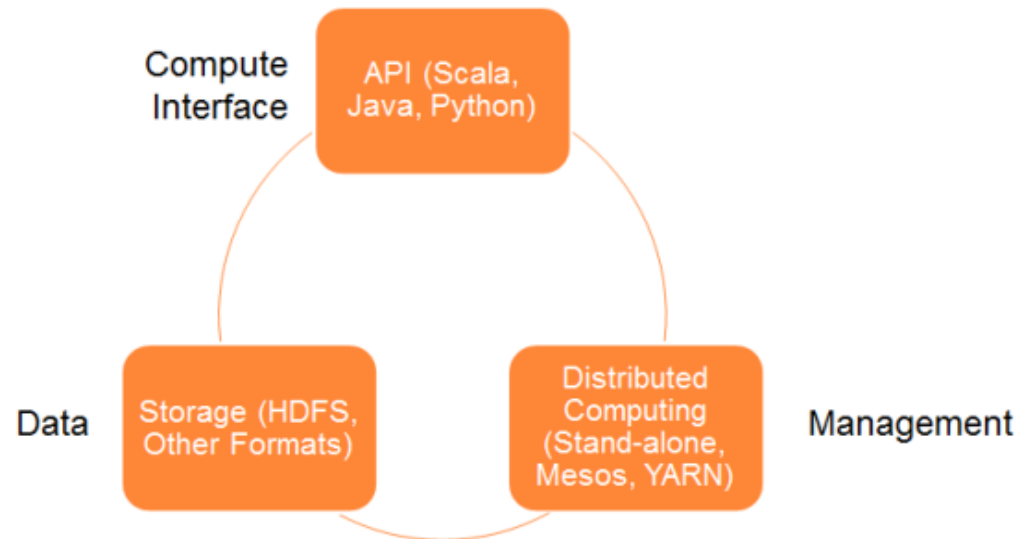 Compute
Interface
API (Scala,
Java, Python)
Data
Storage (HDFS,
Other Formats)
Distributed
Computing
(Stand-alone,
Mesos, YARN)
Management